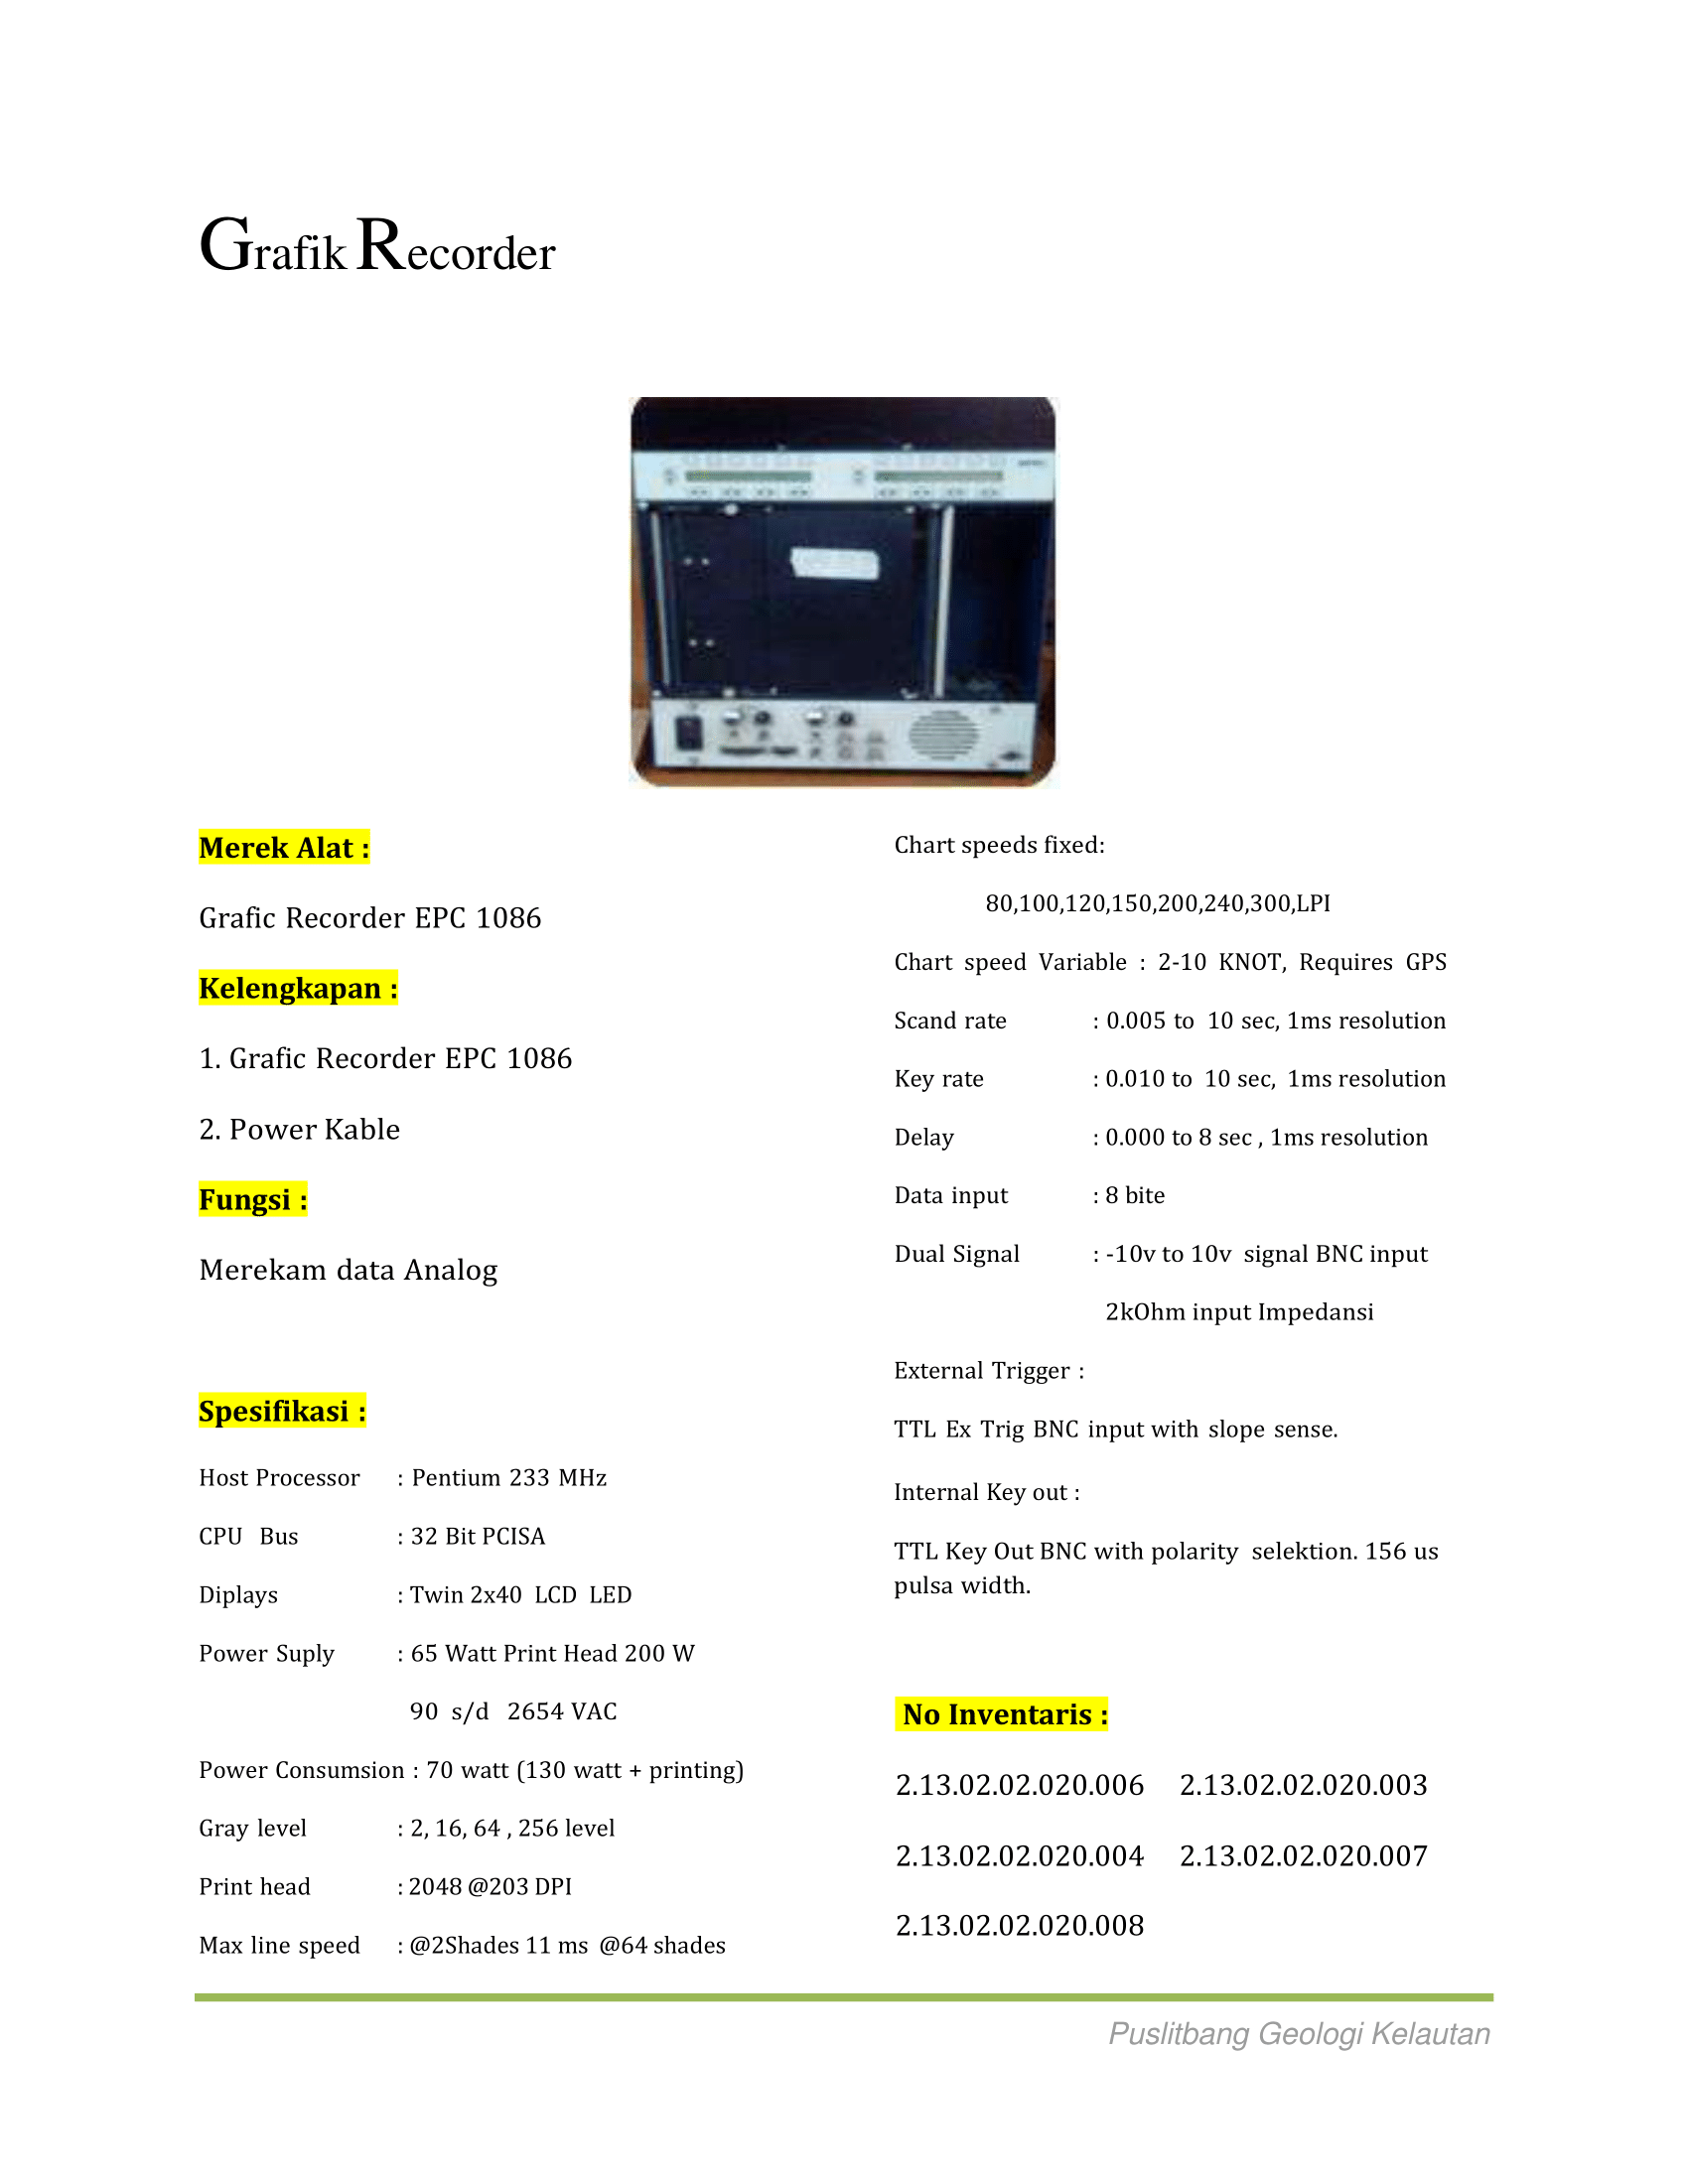 Grafik Recorder
Merek Alat :
Grafic Recorder EPC 1086
Kelengkapan :
1. Grafic Recorder EPC 1086
2. Power Kable
Fungsi :
Merekam data Analog
Spesifikasi :
Host Processor : Pentium 233 MHz
CPU Bus : 32 Bit PCISA
Diplays : Twin 2x40 LCD LED
Power Suply : 65 Watt Print Head 200 W
90 s/d 2654 VAC
Power Consumsion : 70 watt (130 watt + printing)
Gray level : 2, 16, 64 , 256 level
Print head : 2048 @203 DPI
Max line speed : @2Shades 11 ms @64 shades
Chart speeds fixed:
80,100,120,150,200,240,300,LPI
Chart speed Variable : 2-10 KNOT, Requires GPS
Scand rate : 0.005 to 10 sec, 1ms resolution
Key rate : 0.010 to 10 sec, 1ms resolution
Delay : 0.000 to 8 sec , 1ms resolution
Data input : 8 bite
Dual Signal : -10v to 10v signal BNC input
2kOhm input Impedansi
External Trigger :
TTL Ex Trig BNC input with slope sense.
Internal Key out :
TTL Key Out BNC with polarity selektion. 156 us
pulsa width.
No Inventaris :
2.13.02.02.020.006 2.13.02.02.020.003
2.13.02.02.020.004 2.13.02.02.020.007
2.13.02.02.020.008
Puslitbang Geologi Kelautan